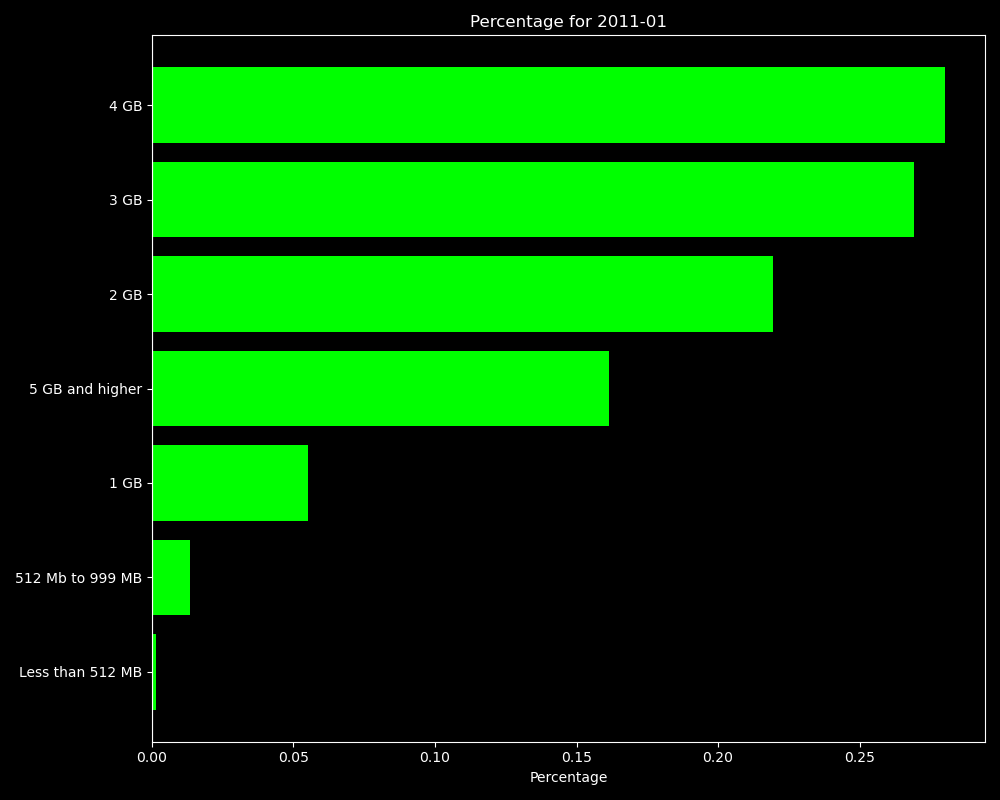 Percentage for 2011-01
4 GB
3 GB
2 GB
5 GB and higher
1 GB
512 Mb to 999 MB
Less than 512 MB
0.00 0.05 0.10 0.15 0.20 0.25
Percentage